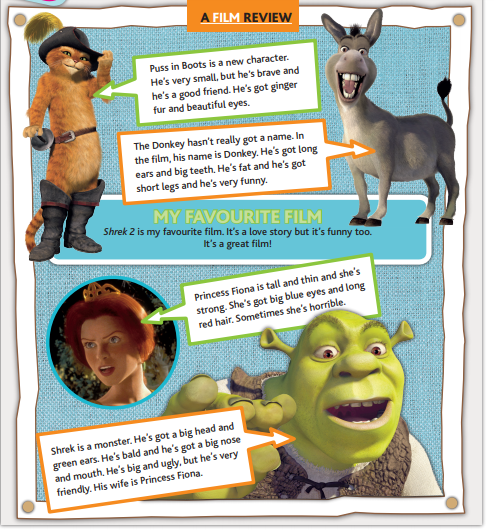 A FILM REVIEW
Puss in Boots is a new character.
He's very small, but he's brave and
he's a good friend. He's got ginger
fur and beautiful eyes.
The Donkey hasn't really got a name. In
the film, his name is Donkey. He's got long
ears and big teeth. He's fat and he's got
short legs and he's very funny.
MY FAVOURITE FILM
Shrek 2 is my favourite film. It's a love story but it's funny too.
It's a great film!
Princess Fiona is tall and thin and she's
strong. She's got big blue eyes and long
red hair. Sometimes she's horrible.
Shrek is a monster. He's got a big head and
green ears. He's bald and he's got a big nose
and mouth. He's big and ugly, but he's very
friendly. His wife is Princess Fiona.